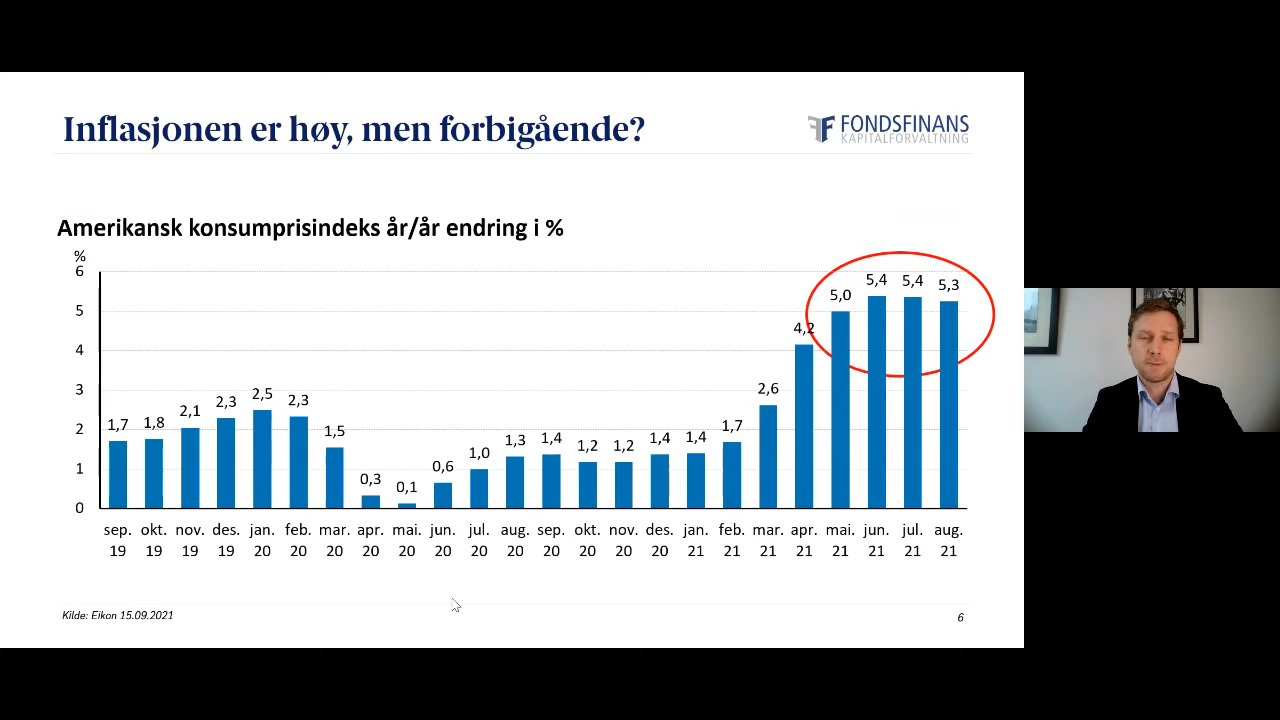 Inflasjonen er høy, men forbigående?
FONDSFINANS
KAPITALFORVALTNING
Amerikansk konsumprisindeks år/år endring i %
%
6
5
4
3
2
1
0
1,7 1,8 2,1 2,3 2,5 2,3 1,5 0,3 0,1 0,6 1,0 1,3 1,4 1,2 1,2 1,4 1,4 1,7 2,6 4,2 5,0 5,4 5,4 5,3
sep. okt. nov. des. jan. feb. mar. apr. mai. jun. jul. aug. sep. okt. nov. des. jan. feb. mar. apr. mai. jun. jul. aug.
19 19 19 19 20 20 20 20 20 20 20 20 20 20 20 20 21 21 21 21 21 21 21 21
Kilde: Eikon 15.09.2021
6